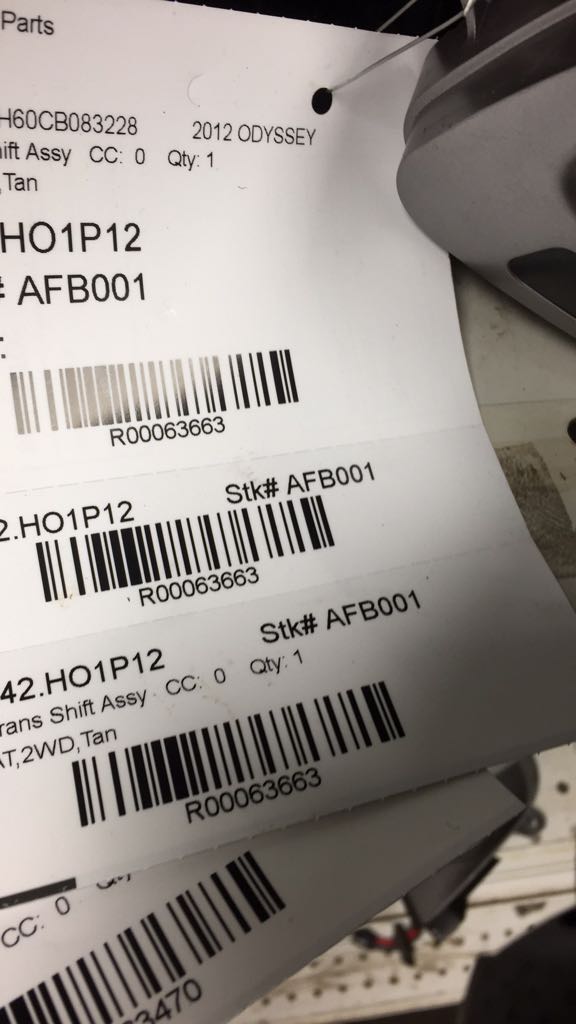 Parts
H60CB083228 2012 ODYSSEY
ift Assy CC: 0 Qty: 1
,Tan
.HO1P12
# AFB001
:
R00063663
2.HO1P12 Stk# AFB001
R00063663
42.HO1P12 Stk# AFB001
rans Shift Assy CC: 0 Qty: 1
AT,2WD,Tan
R00063663
CC: 0
3470